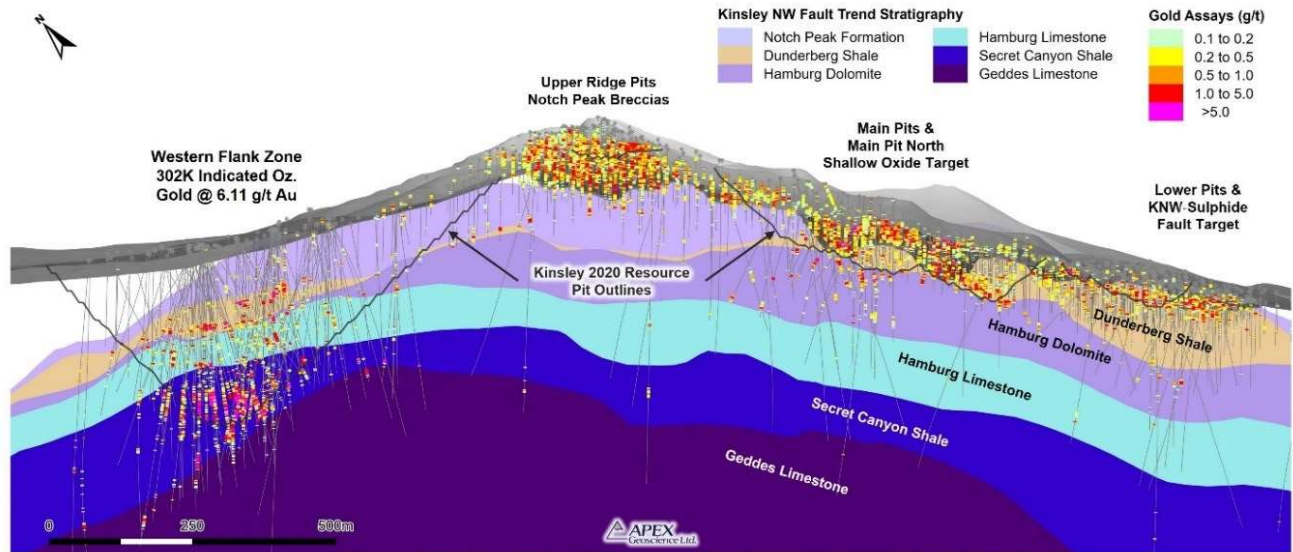 N
Kinsley NW Fault Trend Stratigraphy
Notch Peak Formation
Dunderberg Shale
Hamburg Dolomite
Hamburg Limestone
Secret Canyon Shale
Geddes Limestone
Gold Assays (g/t)
0.1 to 0.2
0.2 to 0.5
0.5 to 1.0
1.0 to 5.0
>5.0
Upper Ridge Pits
Notch Peak Breccias
Western Flank Zone
302K Indicated Oz.
Gold @ 6.11 g/t Au
Main Pits &
Main Pit North
Shallow Oxide Target
Lower Pits &
KNW-Sulphide
Fault Target
Kinsley 2020 Resource
Pit Outlines
Dunderberg Shale
Hamburg Dolomite
Hamburg Limestone
Secret Canyon Shale
Geddes Limestone
0 250 500m
APEX
Geoscience Ltd.